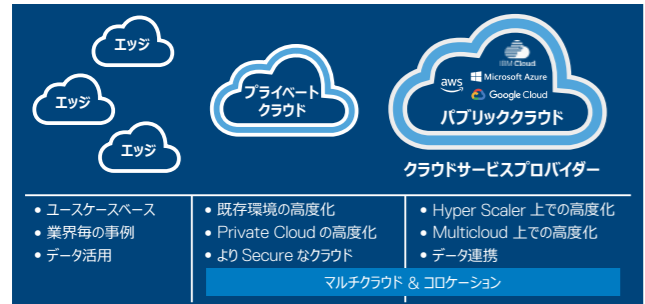 エッジ
エッジ
エッジ
プライベート
クラウド
IBM Cloud
aws
Microsoft Azure
Google Cloud
パブリッククラウド
クラウドサービスプロバイダー
• ユースケースベース
• 業界毎の事例
• データ活用
• 既存環境の高度化
• Private Cloud の高度化
• より Secure なクラウド
• Hyper Scaler 上での高度化
• Multicloud 上での高度化
• データ連携
マルチクラウド & コロケーション